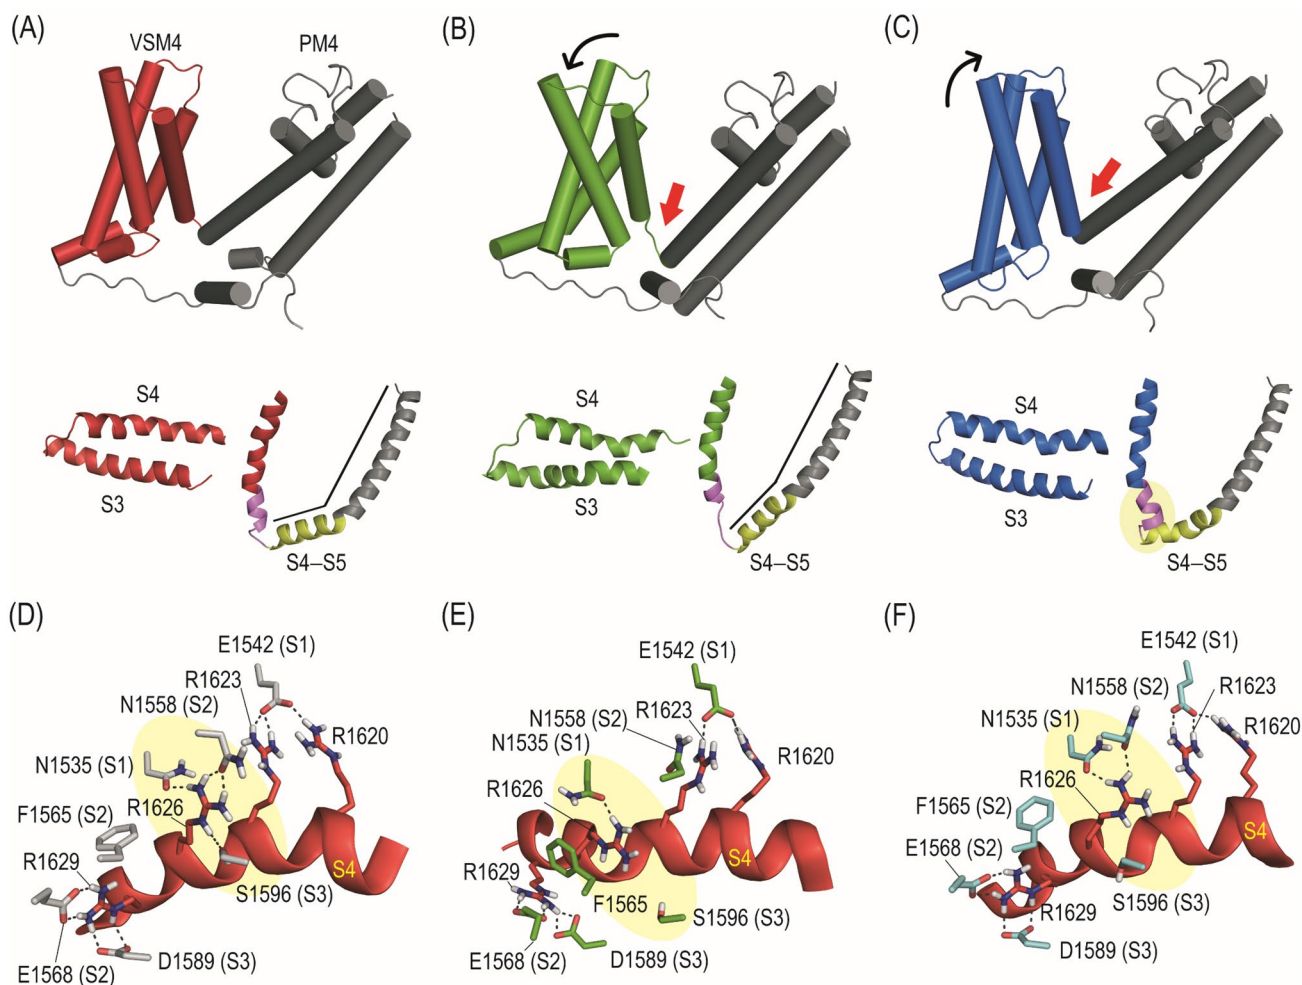 (A)
VSM4
PM4
(B)
(C)
S4
S3
S4–S5
S4
S3
S4–S5
S4
S3
S4–S5
(D)
E1542 (S1)
R1623
N1558 (S2)
R1620
N1535 (S1)
R1626
F1565 (S2)
R1629
S4
S1596 (S3)
D1589 (S3)
E1568 (S2)
(E)
E1542 (S1)
N1558 (S2)
R1623
N1535 (S1)
R1620
R1626
S4
R1629
F1565
S1596 (S3)
E1568 (S2)
D1589 (S3)
(F)
E1542 (S1)
N1558 (S2)
R1623
N1535 (S1)
R1620
R1626
F1565 (S2)
S4
E1568 (S2)
S1596 (S3)
R1629
D1589 (S3)